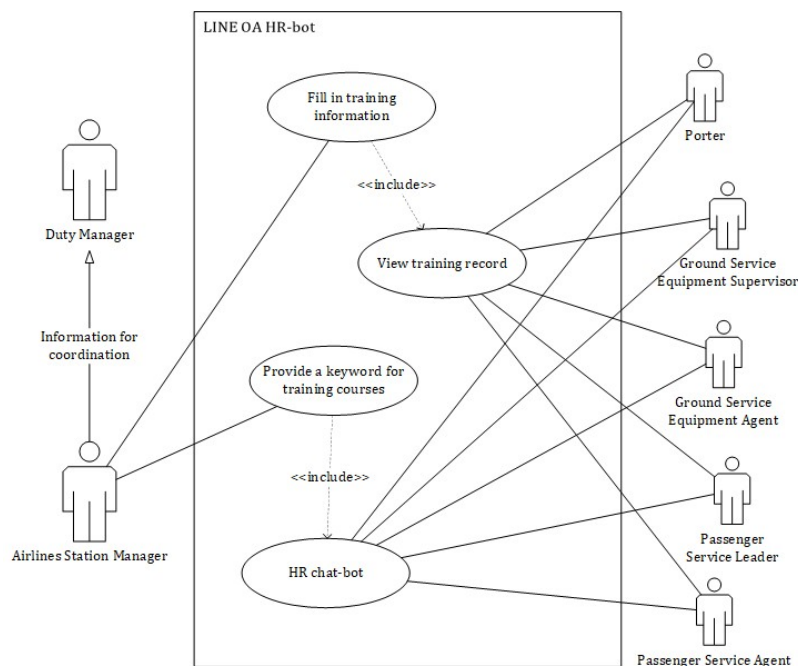 LINE OA HR-bot
Fill in training
information
<<include>>
View training record
Provide a keyword for
training courses
<<include>>
HR chat-bot
Duty Manager
Information for
coordination
Airlines Station Manager
Porter
Ground Service
Equipment Supervisor
Ground Service
Equipment Agent
Passenger
Service Leader
Passenger Service Agent